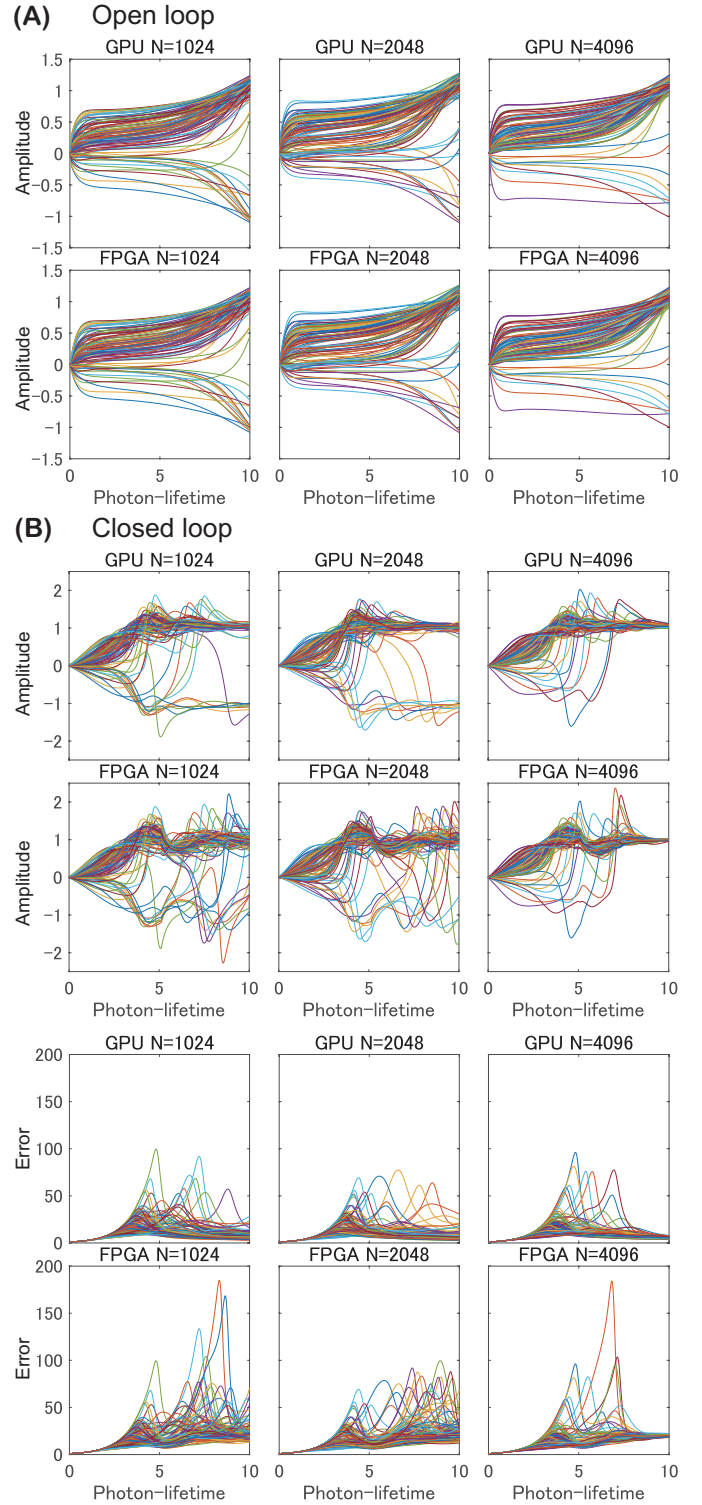 (A) Open loop
GPU N=1024 GPU N=2048 GPU N=4096
1.5
1
0.5
0
−0.5
−1
−1.5
Amplitude
FPGA N=1024 FPGA N=2048 FPGA N=4096
1
0.5
0
−0.5
−1
−1.5
Amplitude
0 5 10 0 5 10 0 5 10
Photon-lifetime Photon-lifetime Photon-lifetime
(B) Closed loop
GPU N=1024 GPU N=2048 GPU N=4096
2
1
0
−1
−2
Amplitude
FPGA N=1024 FPGA N=2048 FPGA N=4096
2
1
0
−1
−2
Amplitude
0 5 10 0 5 10 0 5 10
Photon-lifetime Photon-lifetime Photon-lifetime
GPU N=1024 GPU N=2048 GPU N=4096
200
150
100
50
0
Error
FPGA N=1024 FPGA N=2048 FPGA N=4096
200
150
100
50
0
Error
0 5 10 0 5 10 0 5 10
Photon-lifetime Photon-lifetime Photon-lifetime